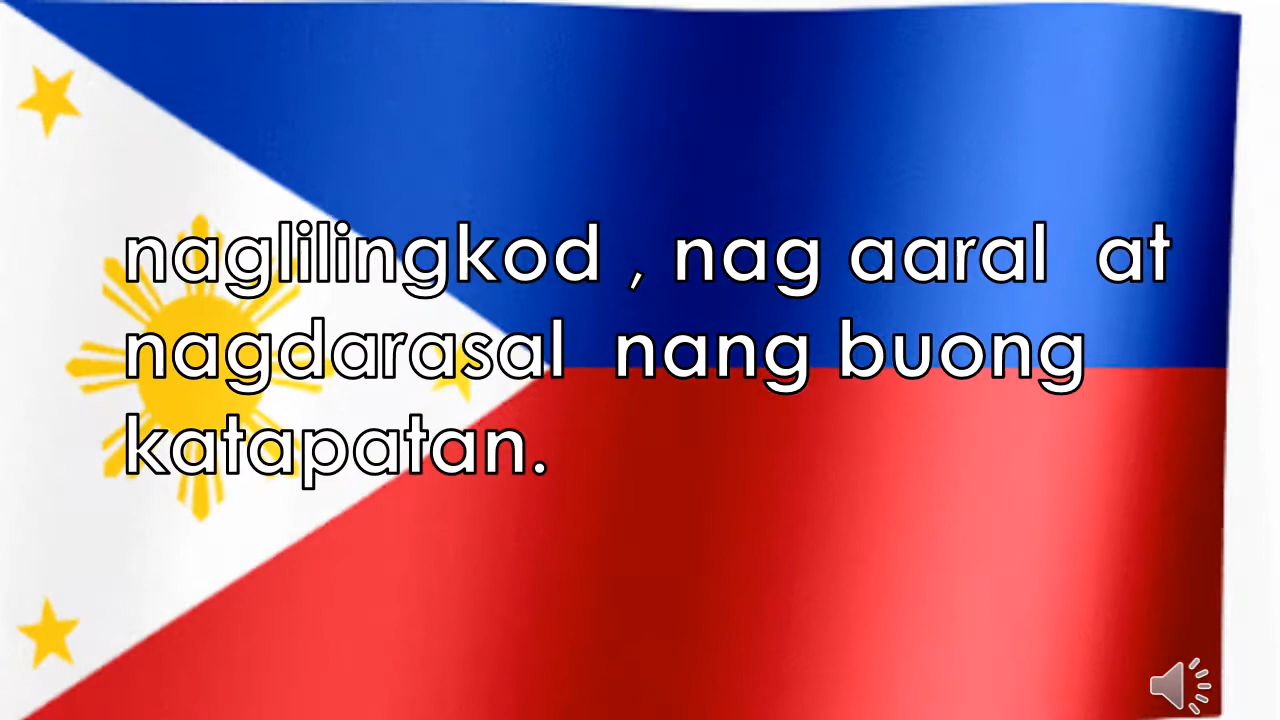 naglilingkod , nag aaral at
nagdarasal nang buong
katapatan.